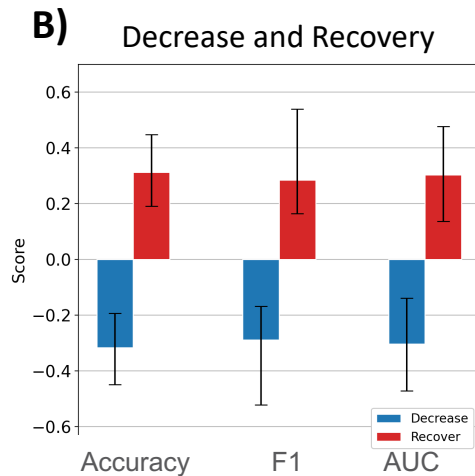 B)
Decrease and Recovery
Score
0.6
0.4
0.2
0.0
−0.2
−0.4
−0.6
Decrease
Recover
Accuracy F1 AUC